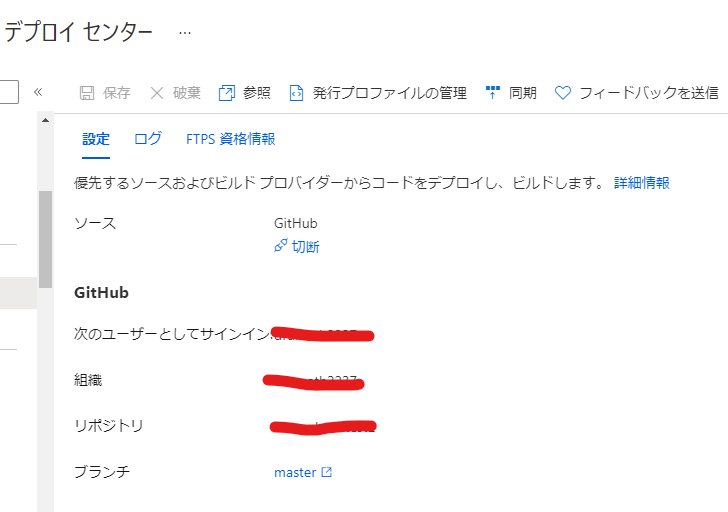 デプロイ センター …
« 保存 破棄 参照 発行プロファイルの管理 同期 フィードバックを送信
設定 ログ FTPS 資格情報
優先するソースおよびビルド プロバイダーからコードをデプロイし、ビルドします。 詳細情報
ソース GitHub
切断
GitHub
次のユーザーとしてサインイン:
組織
リポジトリ
ブランチ master